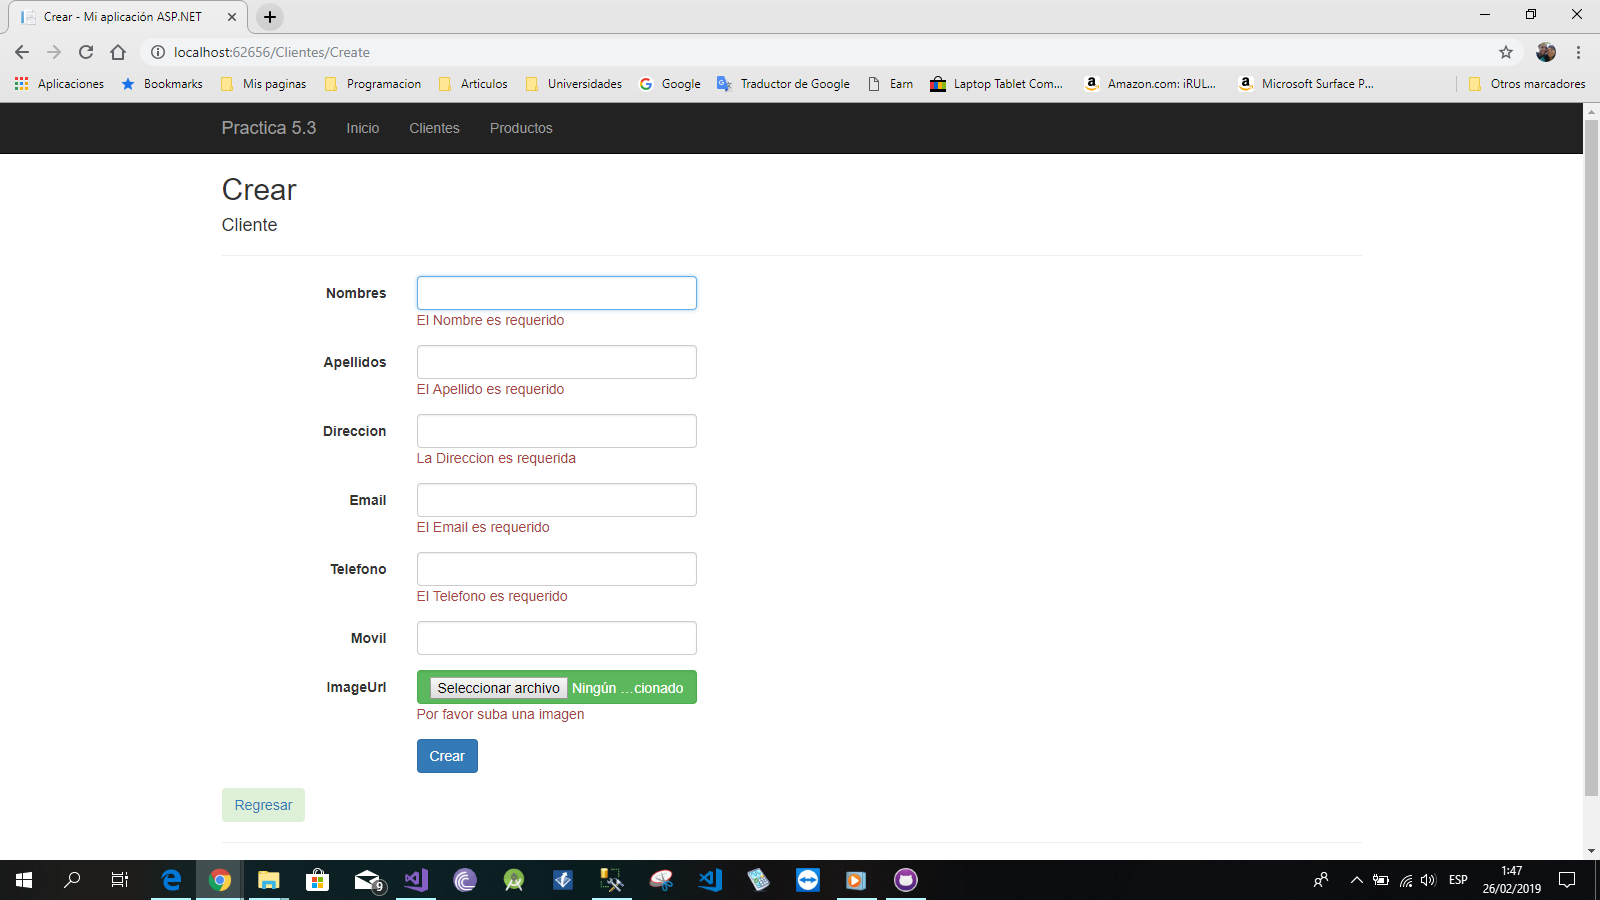 Crear - Mi aplicación ASP.NET
localhost:62656/Clientes/Create
Aplicaciones Bookmarks Mis paginas Programacion Articulos Universidades Google Traductor de Google Earn Laptop Tablet Com... Amazon.com: iRUL... Microsoft Surface P... Otros marcadores
Practica 5.3 Inicio Clientes Productos
Crear
Cliente
Nombres
El Nombre es requerido
Apellidos
El Apellido es requerido
Direccion
La Direccion es requerida
Email
El Email es requerido
Telefono
El Telefono es requerido
Movil
ImageUrl Seleccionar archivo Ningún ...cionado
Por favor suba una imagen
Crear
Regresar
9 ESP 1:47
26/02/2019